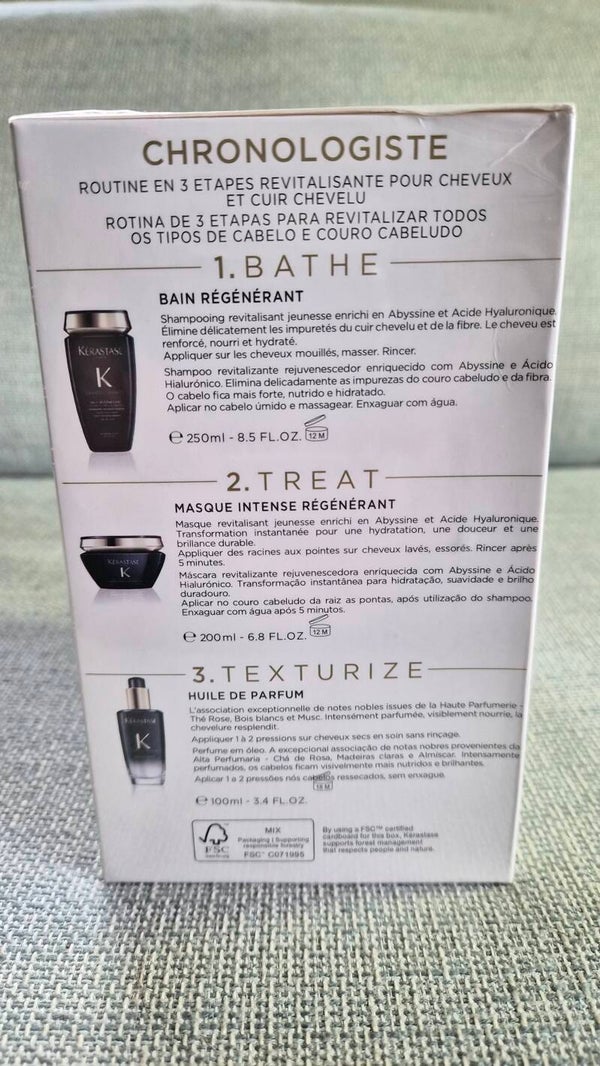 CHRONOLOGISTE
ROUTINE EN 3 ETAPES REVITALISANTE POUR CHEVEUX
ET CUIR CHEVELU
ROTINA DE 3 ETAPAS PARA REVITALIZAR TODOS
OS TIPOS DE CABELO E COURO CABELUDO
1. BATHE
BAIN RÉGÉNÉRANT
Shampooing revitalisant jeunesse enrichi en Abyssine et Acide Hyaluronique.
Élimine délicatement les impuretés du cuir chevelu et de la fibre. Le cheveu est
renforcé, nourri et hydraté.
Appliquer sur les cheveux mouillés, masser. Rincer.
Shampoo revitalizante rejuvenescedor enriquecido com Abyssine e Ácido
Hialurónico. Elimina delicadamente as impurezas do couro cabeludo e da fibra.
O cabelo fica mais forte, nutrido e hidratado.
Aplicar no cabelo úmido e massagear. Enxaguar com água.
KÉRASTASE
K
℮ 250ml - 8.5 FL.OZ. 12 M
2. TREAT
MASQUE INTENSE RÉGÉNÉRANT
Masque revitalisant jeunesse enrichi en Abyssine et Acide Hyaluronique.
Transformation instantanée pour une hydratation, une douceur et une
brillance durable.
Appliquer des racines aux pointes sur cheveux lavés, essorés. Rincer après
5 minutes.
Máscara revitalizante rejuvenescedora enriquecida com Abyssine e Ácido
Hialurónico. Transformação instantânea para hidratação, suavidade e brilho
duradouro.
Aplicar no couro cabeludo da raiz as pontas, após utilização do shampoo.
Enxaguar com água após 5 minutos.
KÉRASTASE
K
℮ 200ml - 6.8 FL.OZ. 12 M
3. TEXTURIZE
HUILE DE PARFUM
L'association exceptionnelle de notes nobles issues de la Haute Parfumerie -
Thé Rose, Bois blancs et Musc. Intensément parfumée, visiblement nourrie, la
chevelure resplendit.
Appliquer 1 à 2 pressions sur cheveux secs en soin sans rinçage.
Perfume em óleo. A excepcional associação de notas nobres provenientes da
Alta Perfumaria - Chá de Rosa, Madeiras claras e Almíscar. Intensamente
perfumados, os cabelos ficam visivelmente mais nutridos e brilhantes.
Aplicar 1 a 2 pressões nós cabelos ressecados, sem enxague.
KÉRASTASE
K
18 M
℮ 100ml - 3.4 FL.OZ.
FSC
MIX
Packaging | Supporting
responsible forestry
FSC® C071995
By using a FSC™ certified
cardboard for this box, Kérastase
supports forest management
that respects people and nature.